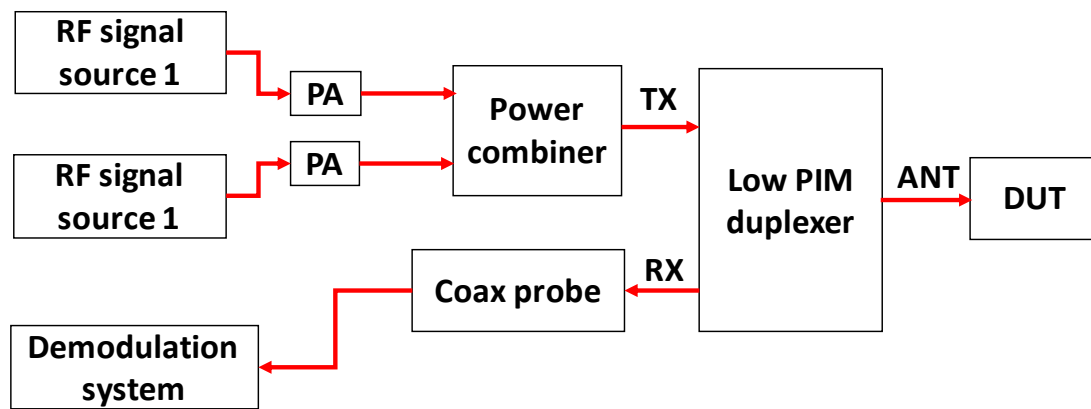 RF signal
source 1
PA
Power
combiner
TX
RF signal
source 1
PA
Low PIM
duplexer
ANT
DUT
RX
Coax probe
Demodulation
system